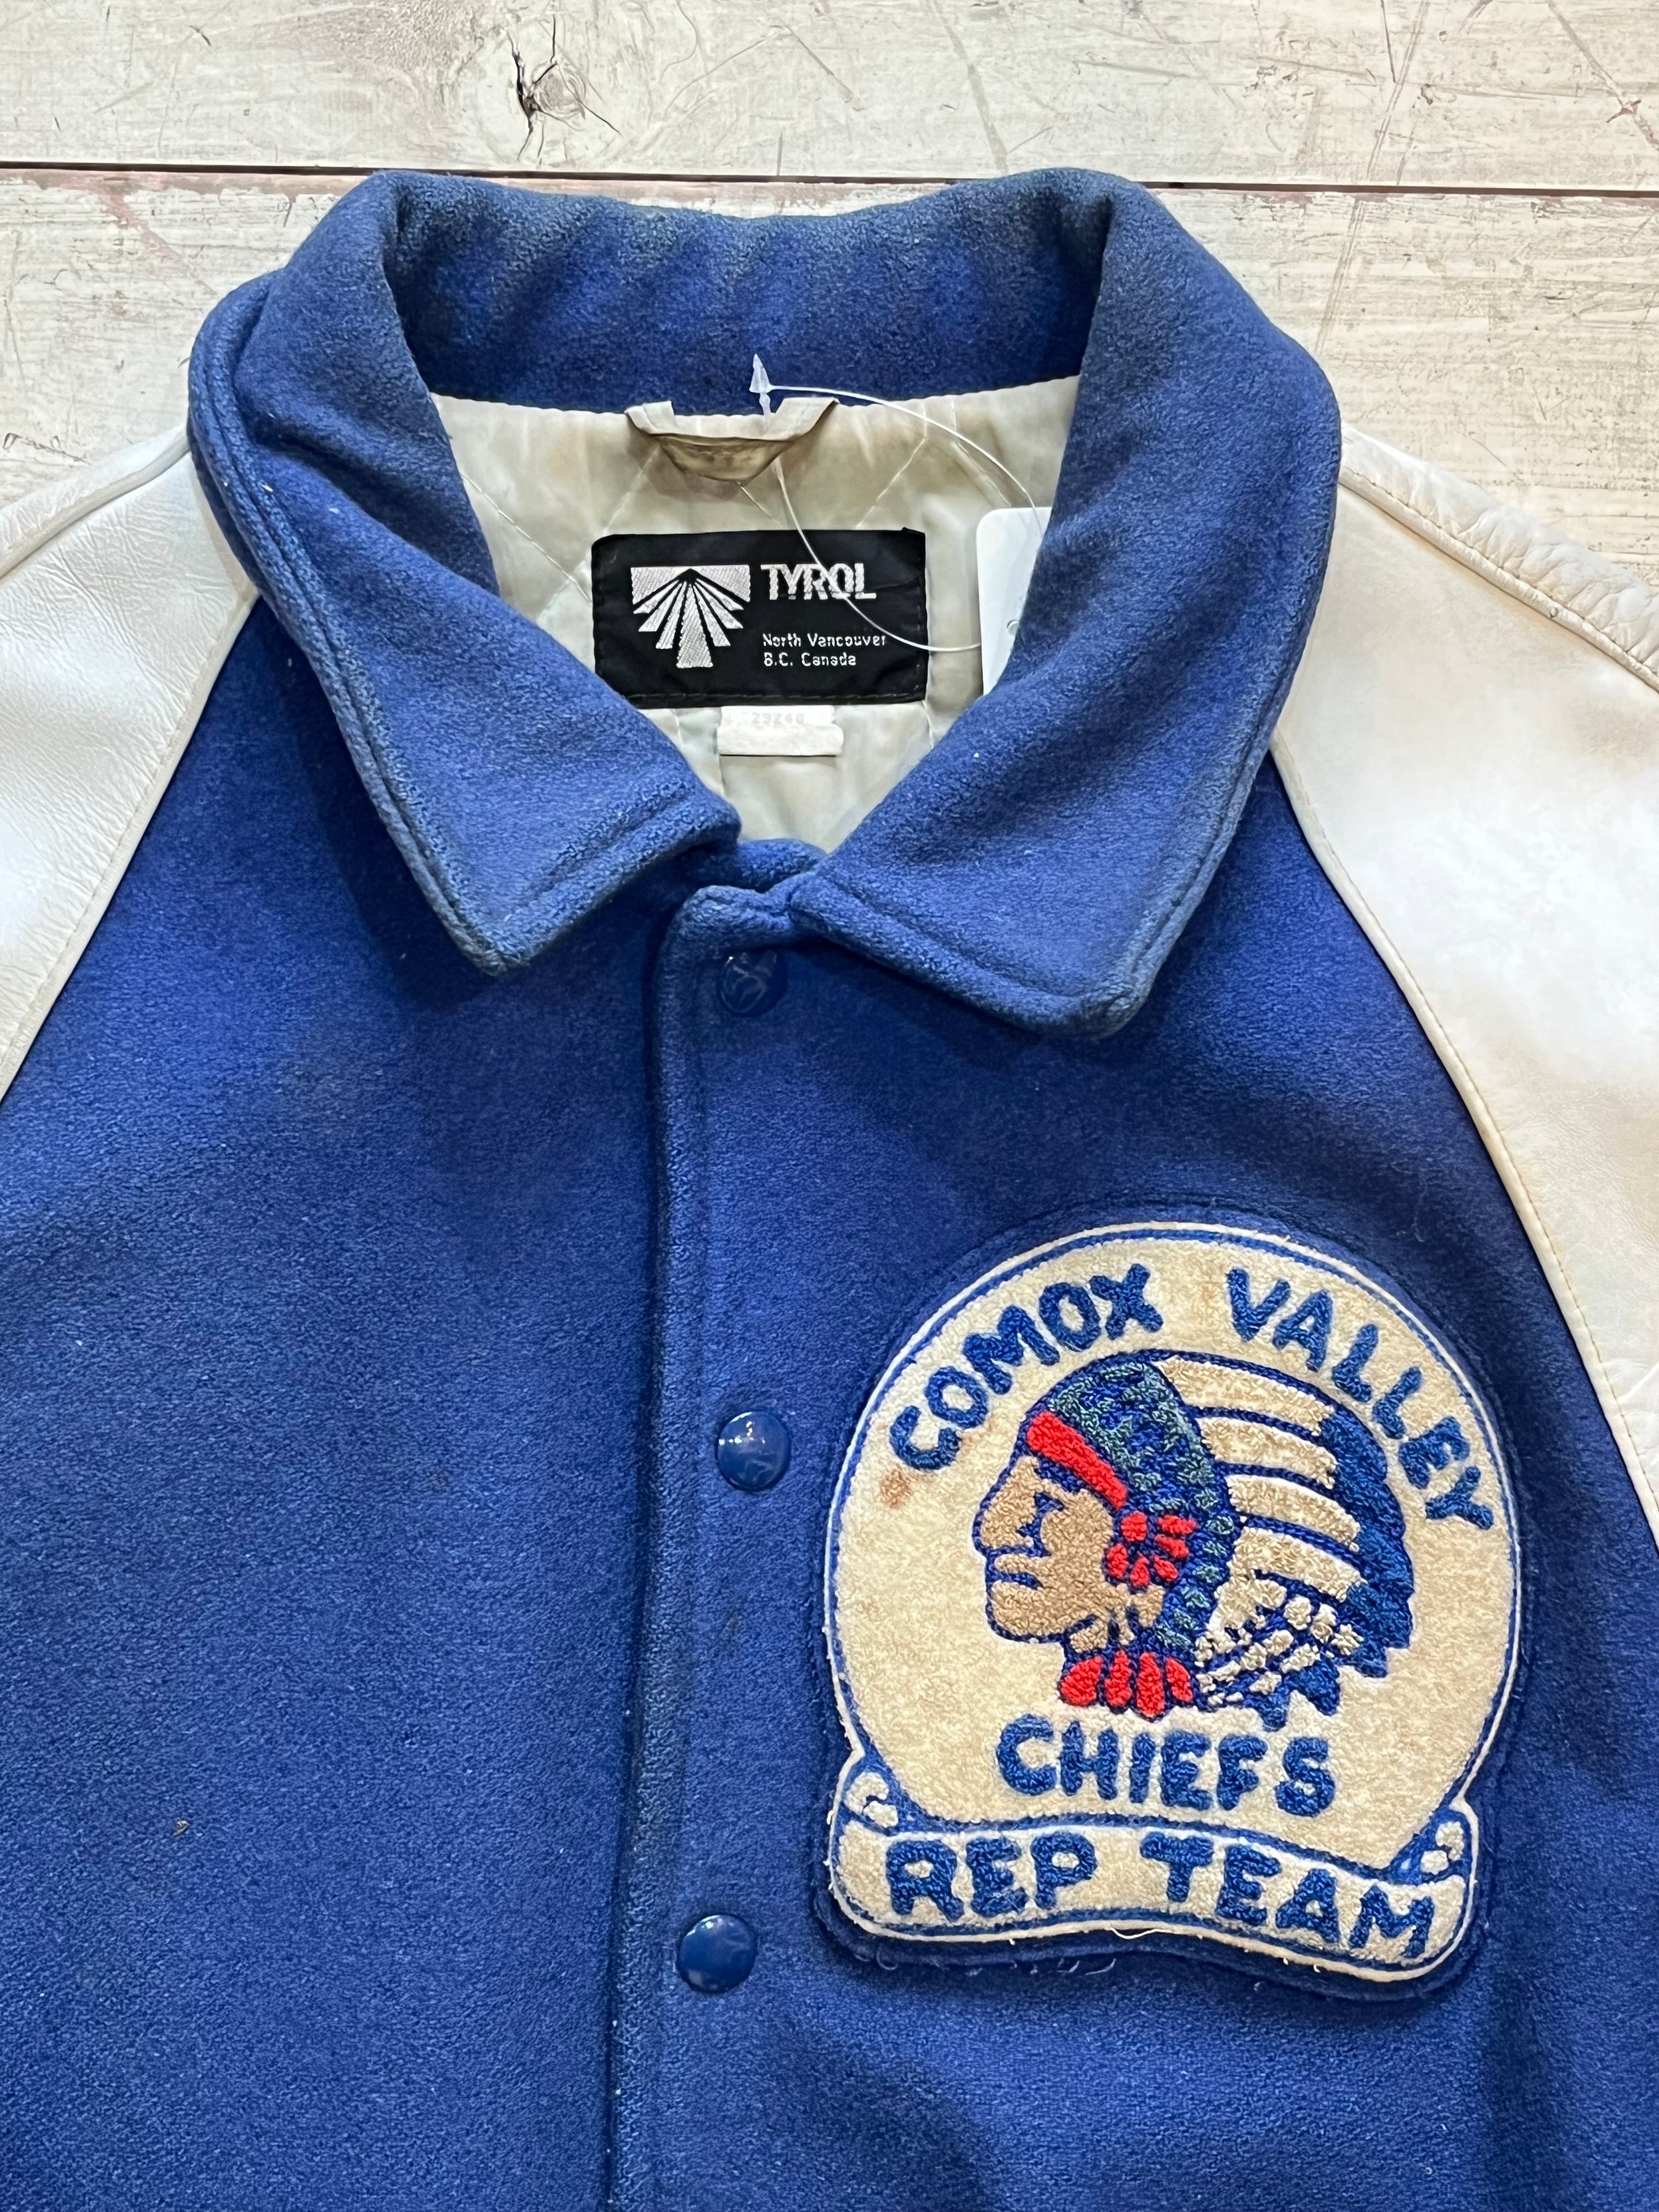 TYROL
North Vancouver
B.C. Canada
COMOX VALLEY
CHIEFS
REP TEAM